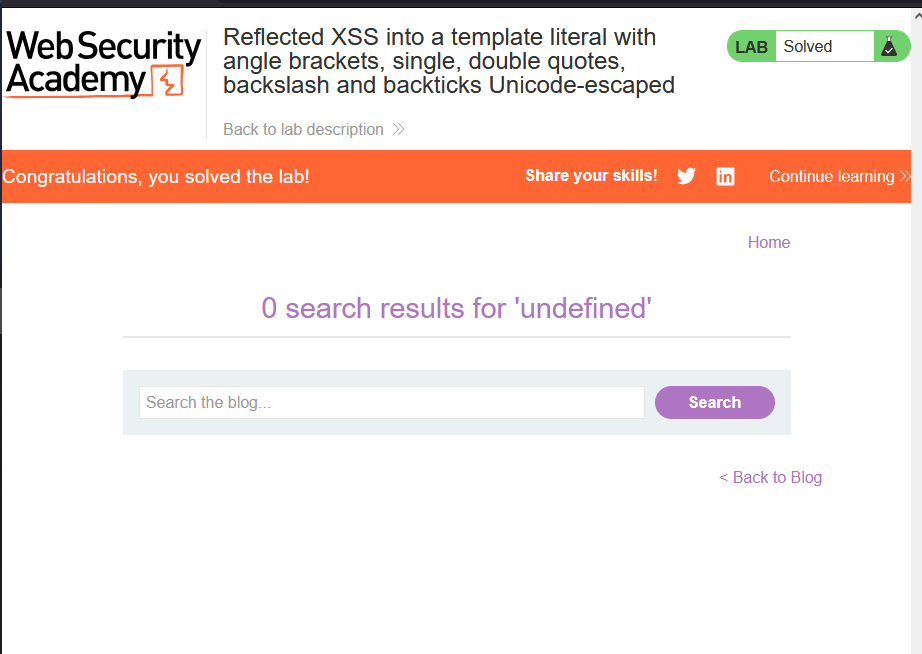 Web Security
Academy
Reflected XSS into a template literal with
angle brackets, single, double quotes,
backslash and backticks Unicode-escaped
Back to lab description
LAB Solved
Congratulations, you solved the lab!
Share your skills!
Continue learning
Home
0 search results for 'undefined'
Search the blog...
Search
< Back to Blog